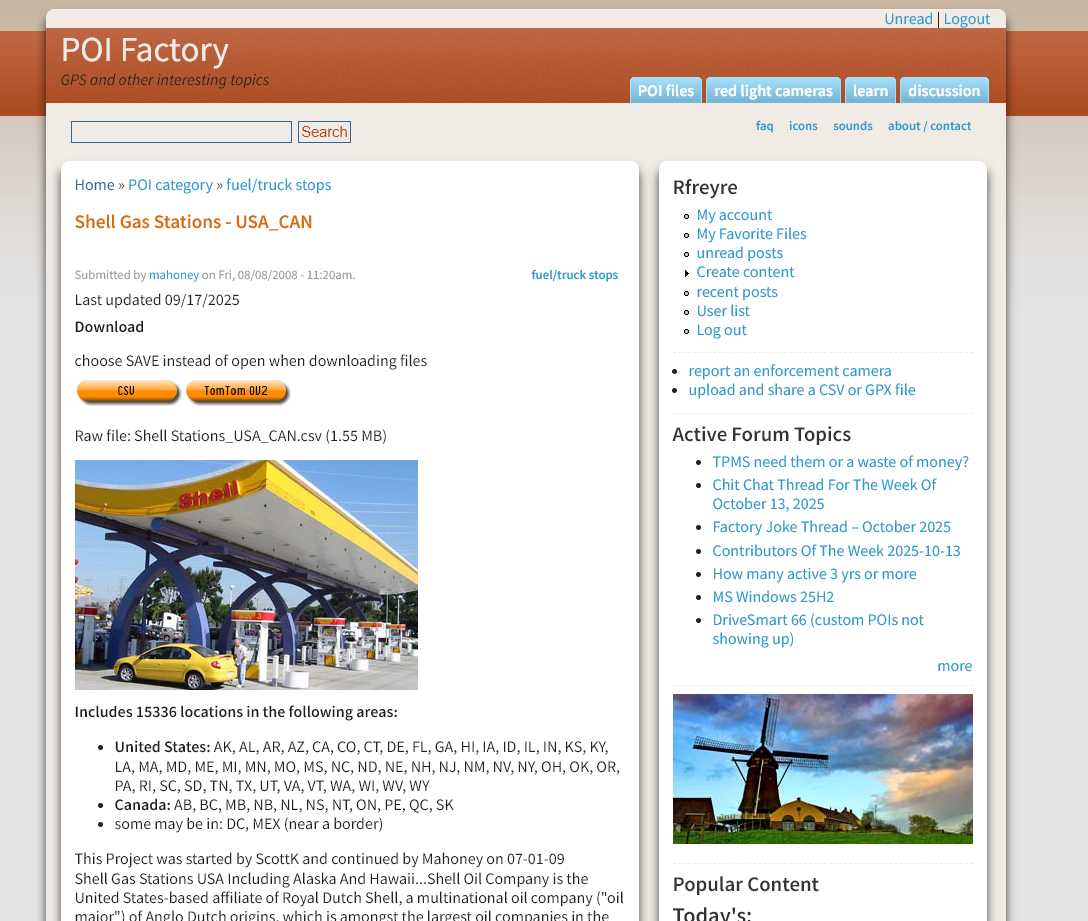 Unread | Logout
POI Factory
GPS and other interesting topics
POI files
red light cameras
learn
discussion
Search
faq
icons
sounds
about / contact
Home » POI category » fuel/truck stops
Shell Gas Stations - USA_CAN
Submitted by mahoney on Fri, 08/08/2008 - 11:20am.
fuel/truck stops
Last updated 09/17/2025
Download
choose SAVE instead of open when downloading files
CSV
TomTom OV2
Raw file: Shell Stations_USA_CAN.csv (1.55 MB)
Shell
Includes 15336 locations in the following areas:
United States: AK, AL, AR, AZ, CA, CO, CT, DE, FL, GA, HI, IA, ID, IL, IN, KS, KY,
LA, MA, MD, ME, MI, MN, MO, MS, NC, ND, NE, NH, NJ, NM, NV, NY, OH, OK, OR,
PA, RI, SC, SD, TN, TX, UT, VA, VT, WA, WI, WV, WY
Canada: AB, BC, MB, NB, NL, NS, NT, ON, PE, QC, SK
some may be in: DC, MEX (near a border)
This Project was started by ScottK and continued by Mahoney on 07-01-09
Shell Gas Stations USA Including Alaska And Hawaii...Shell Oil Company is the
United States-based affiliate of Royal Dutch Shell, a multinational oil company ("oil
major") of Anglo Dutch origins, which is amongst the largest oil companies in the
Rfreyre
My account
My Favorite Files
unread posts
Create content
recent posts
User list
Log out
report an enforcement camera
upload and share a CSV or GPX file
Active Forum Topics
TPMS need them or a waste of money?
Chit Chat Thread For The Week Of
October 13, 2025
Factory Joke Thread – October 2025
Contributors Of The Week 2025-10-13
How many active 3 yrs or more
MS Windows 25H2
DriveSmart 66 (custom POIs not
showing up)
more
Popular Content
Today's: